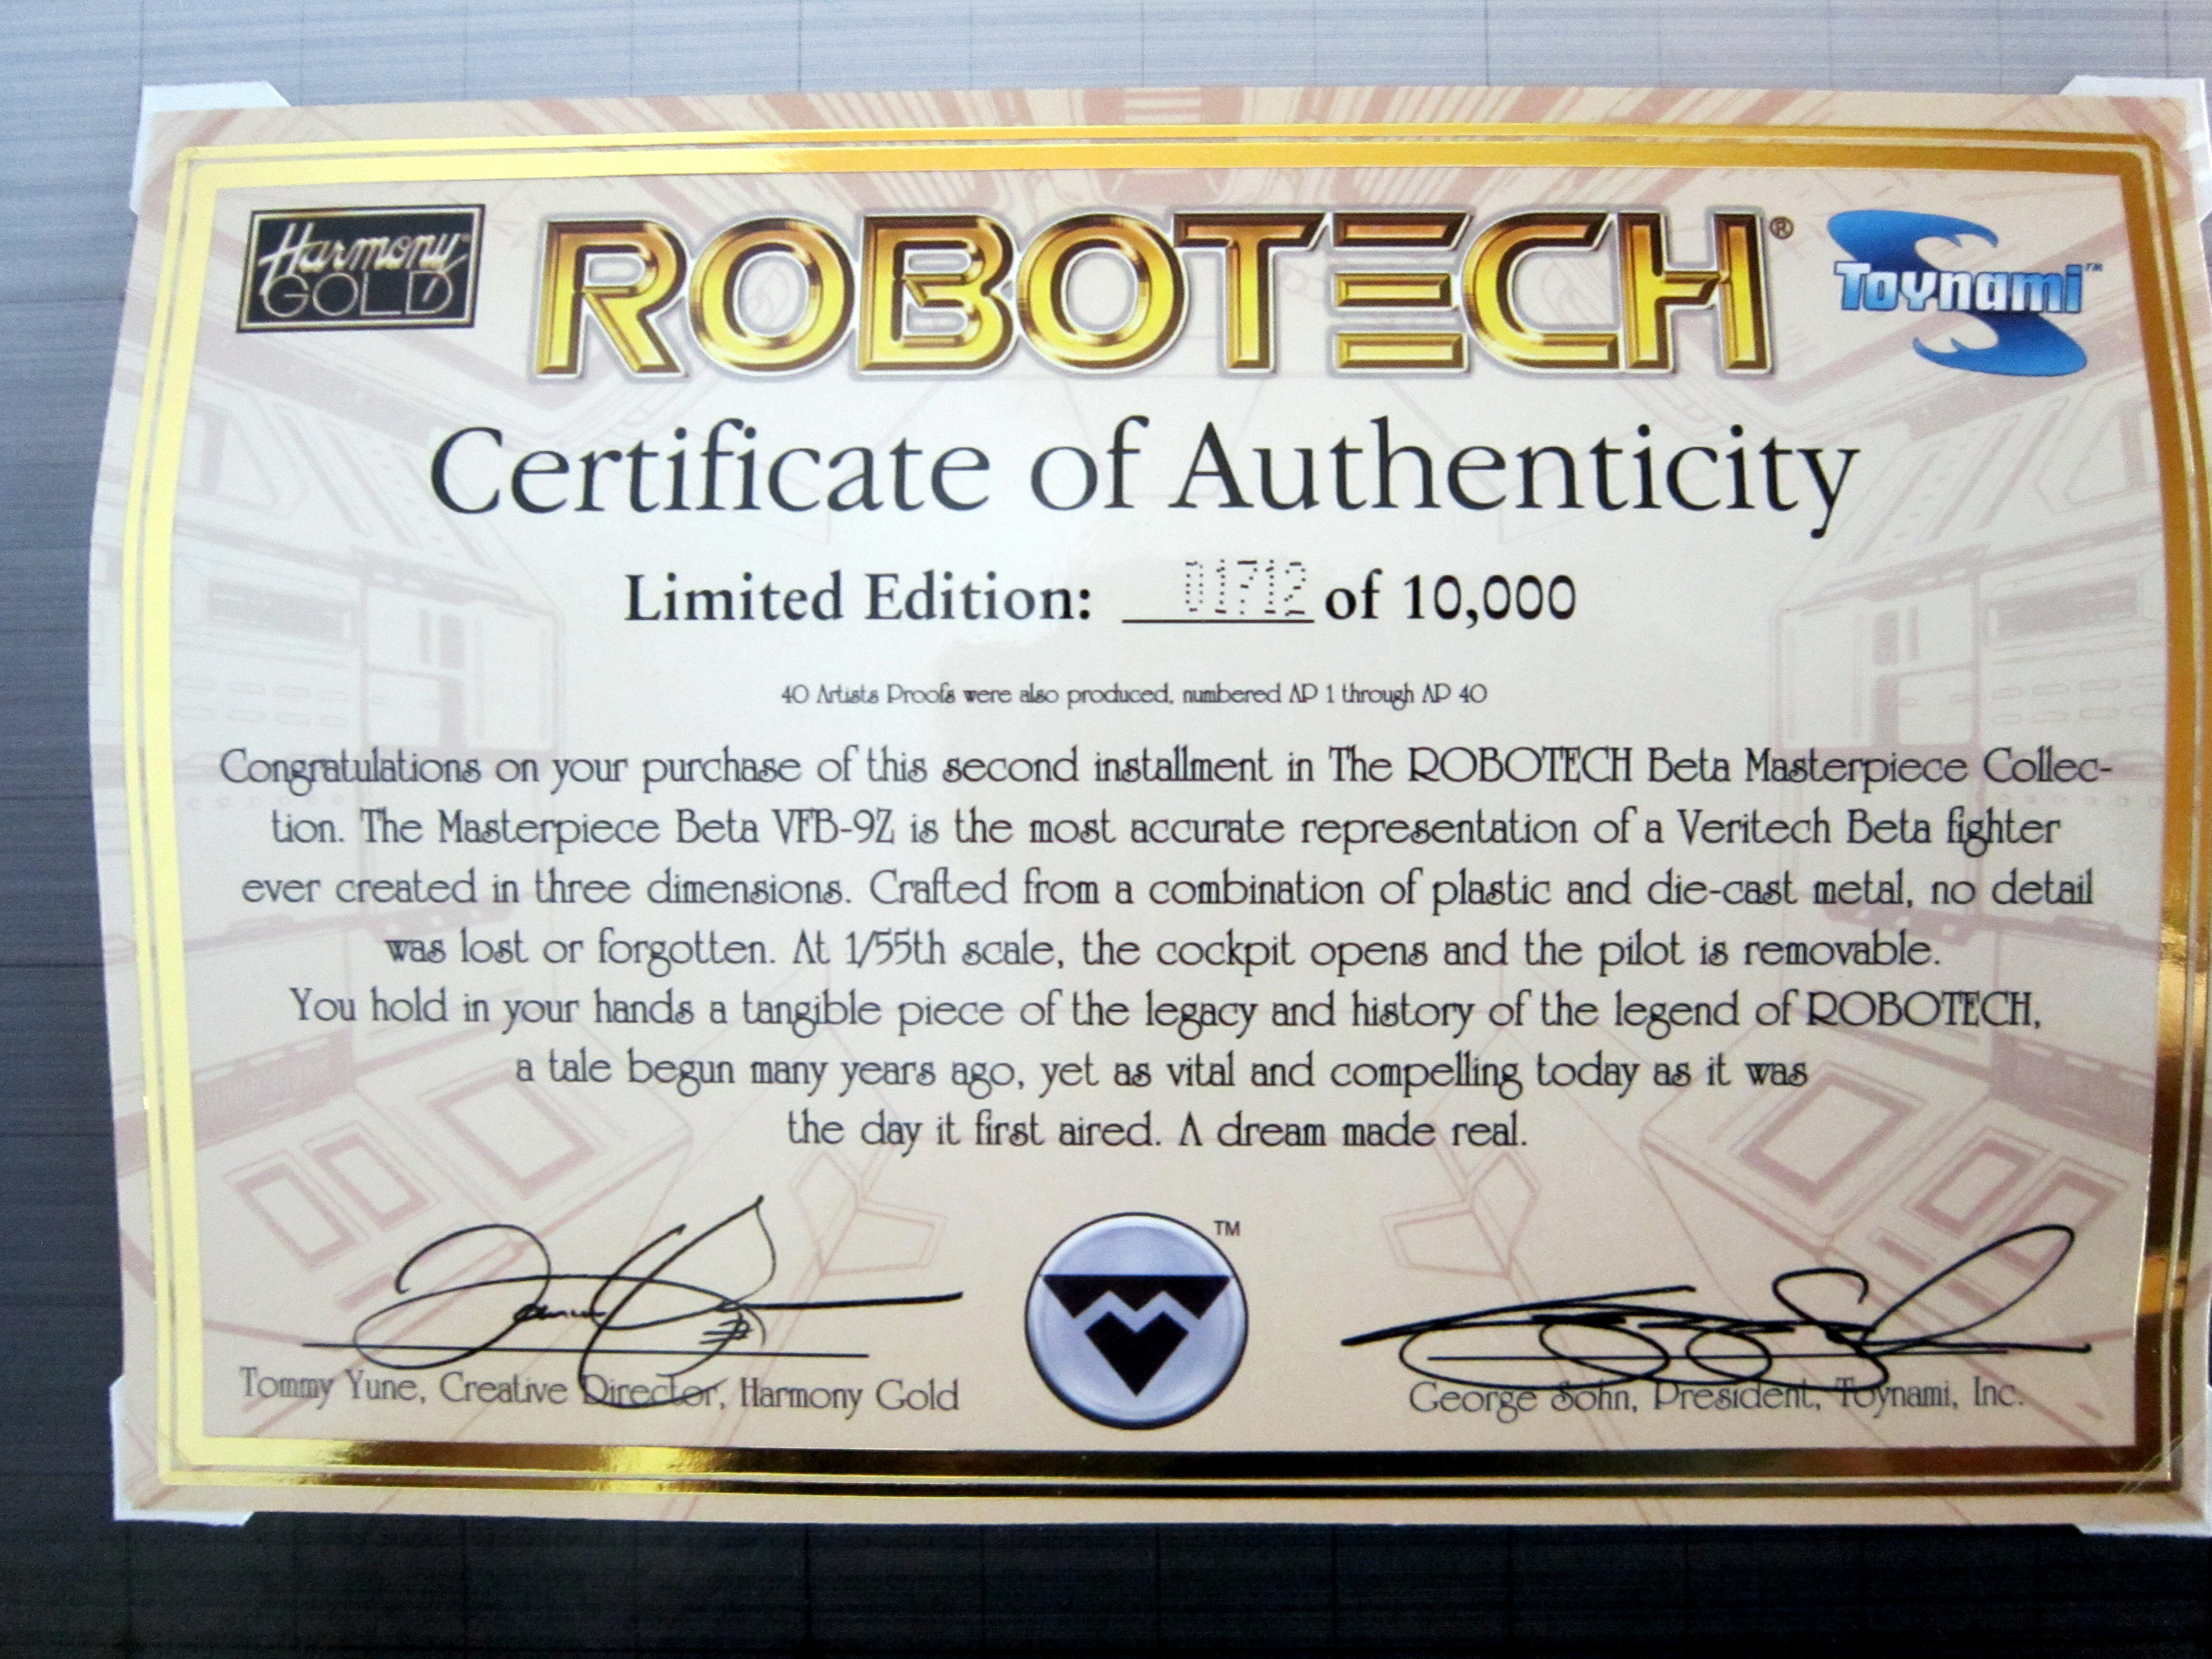 Harmony®
GOLD
ROBOTECH®
Toynami™
Certificate of Authenticity
Limited Edition: 01712 of 10,000
40 Artists Proofs were also produced, numbered AP 1 through AP 40
Congratulations on your purchase of this second installment in The ROBOTECH Beta Masterpiece Collec-
tion. The Masterpiece Beta VFB-9Z is the most accurate representation of a Veritech Beta fighter
ever created in three dimensions. Crafted from a combination of plastic and die-cast metal, no detail
was lost or forgotten. At 1/55th scale, the cockpit opens and the pilot is removable.
You hold in your hands a tangible piece of the legacy and history of the legend of ROBOTECH,
a tale begun many years ago, yet as vital and compelling today as it was
the day it first aired. A dream made real.
TM
Tommy Yune, Creative Director, Harmony Gold
George Sohn, President, Toynami, Inc.